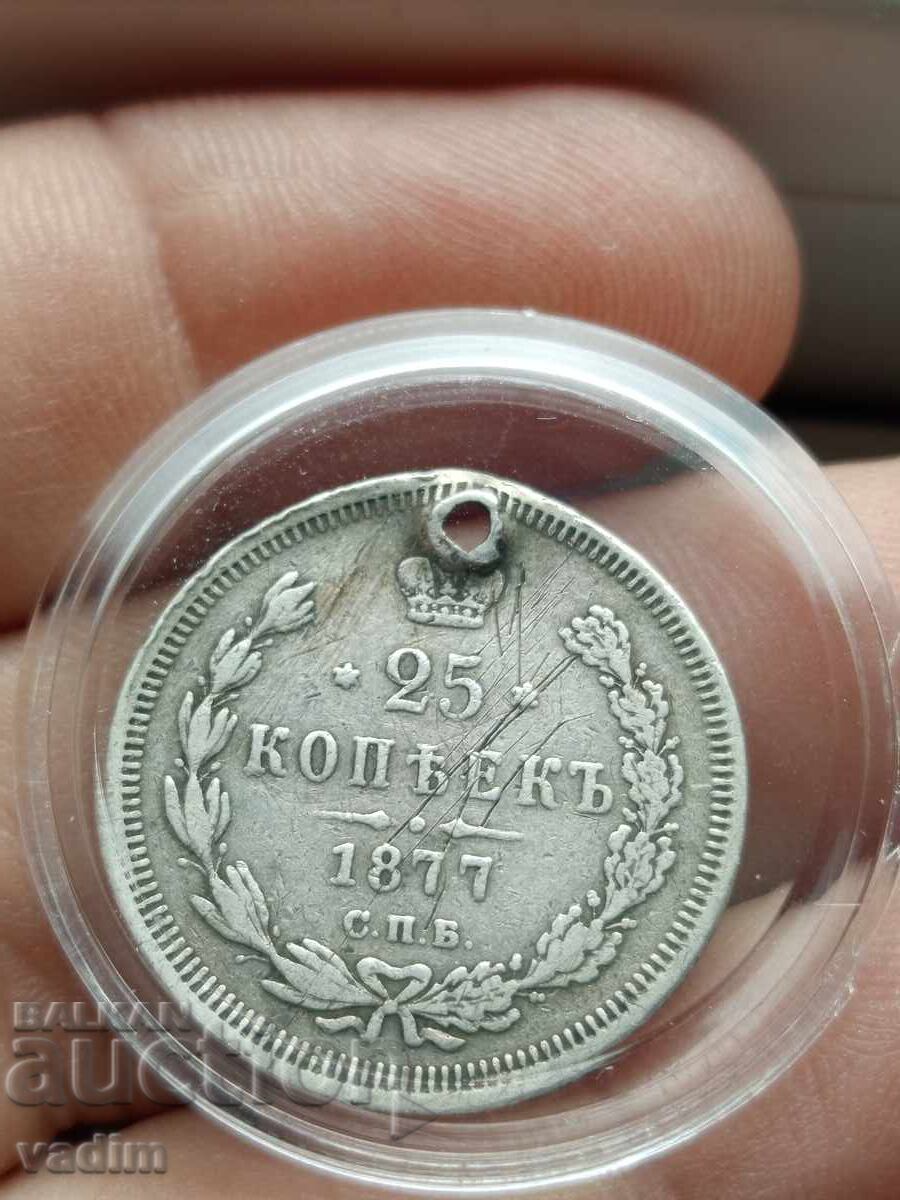 25
КОПѢЕКЪ
1877
С.П.Б.
BALKAN
auction
vadim